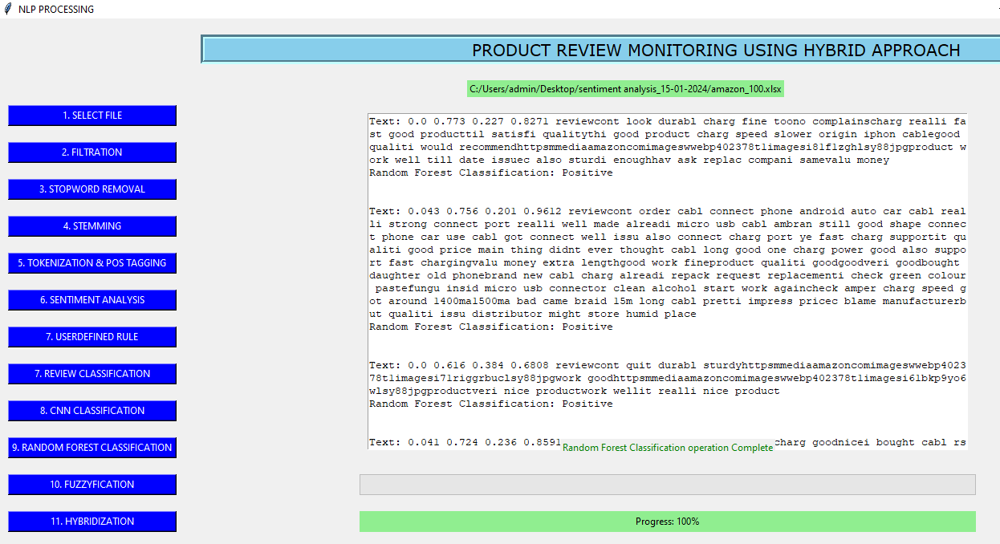 NLP PROCESSING
PRODUCT REVIEW MONITORING USING HYBRID APPROACH
C:/Users/admin/Desktop/sentiment analysis_15-01-2024/amazon_100.xlsx
1. SELECT FILE
2. FILTRATION
3. STOPWORD REMOVAL
4. STEMMING
5. TOKENIZATION & POS TAGGING
6. SENTIMENT ANALYSIS
7. USERDEFINED RULE
7. REVIEW CLASSIFICATION
8. CNN CLASSIFICATION
9. RANDOM FOREST CLASSIFICATION
10. FUZZYFICATION
11. HYBRIDIZATION
Text: 0.0 0.773 0.227 0.8271 reviewcont look durabl charg fine toono complainscharg realli fa
st good producttil satisfi qualitythi good product charg speed slower origin iphon cablegood
qualiti would recommendhttpsmmediaamazoncomimageswwebp402378tlimagesi81flzghlsy88jpgproduct w
ork well till date issuec also sturdi enoughhav ask replac compani samevalu money
Random Forest Classification: Positive
Text: 0.043 0.756 0.201 0.9612 reviewcont order cabl connect phone android auto car cabl real
li strong connect port realli well made alreadi micro usb cabl ambran still good shape connec
t phone car use cabl got connect well issu also connect charg port ye fast charg supportit qu
aliti good price main thing didnt ever thought cabl long good one charg power good also suppo
rt fast chargingvalu money extra lengthgood work fineproduct qualiti goodgoodveri goodbought
daughter old phonebrand new cabl charg alreadi repack request replacementi check green colour
pastefungu insid micro usb connector clean alcohol start work againcheck amper charg speed g
ot around 1400ma1500ma bad came braid 15m long cabl pretti impress pricec blame manufacturerb
ut qualiti issu distributor might store humid place
Random Forest Classification: Positive
Text: 0.0 0.616 0.384 0.6808 reviewcont quit durabl sturdyhttpsmmediaamazoncomimageswwebp4023
78tlimagesi71riggrbuclsy88jpgwork goodhttpsmmediaamazoncomimageswwebp402378tlimagesi61bkp9yo6
wlsy88jpgproductveri nice productwork wellit realli nice product
Random Forest Classification: Positive
Text: 0.041 0.724 0.236 0.8591 charg goodnicei bought cabl rs
Random Forest Classification operation Complete
Progress: 100%